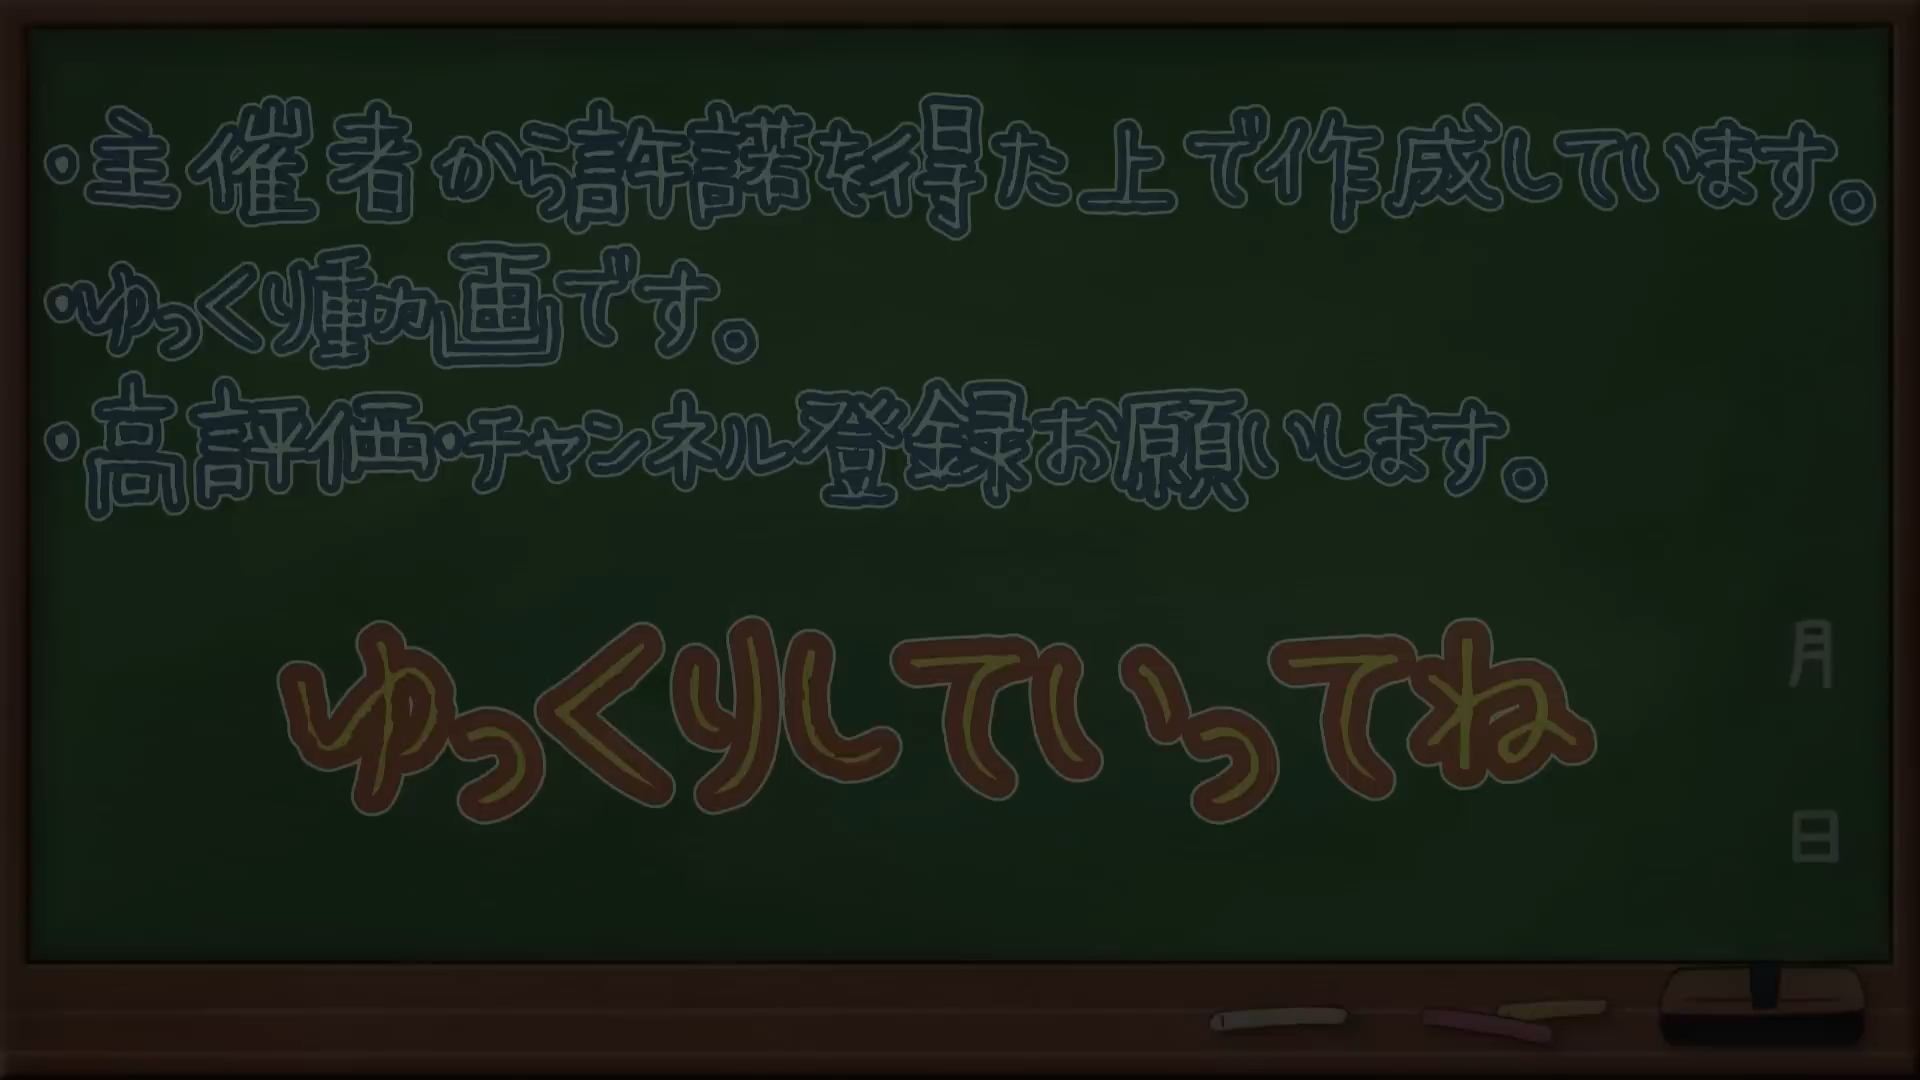 ・主催者から許諾を得た上で作成しています。
・ゆっくり動画です。
・高評価・チャンネル登録お願いします。
ゆっくりしていってね
月
日